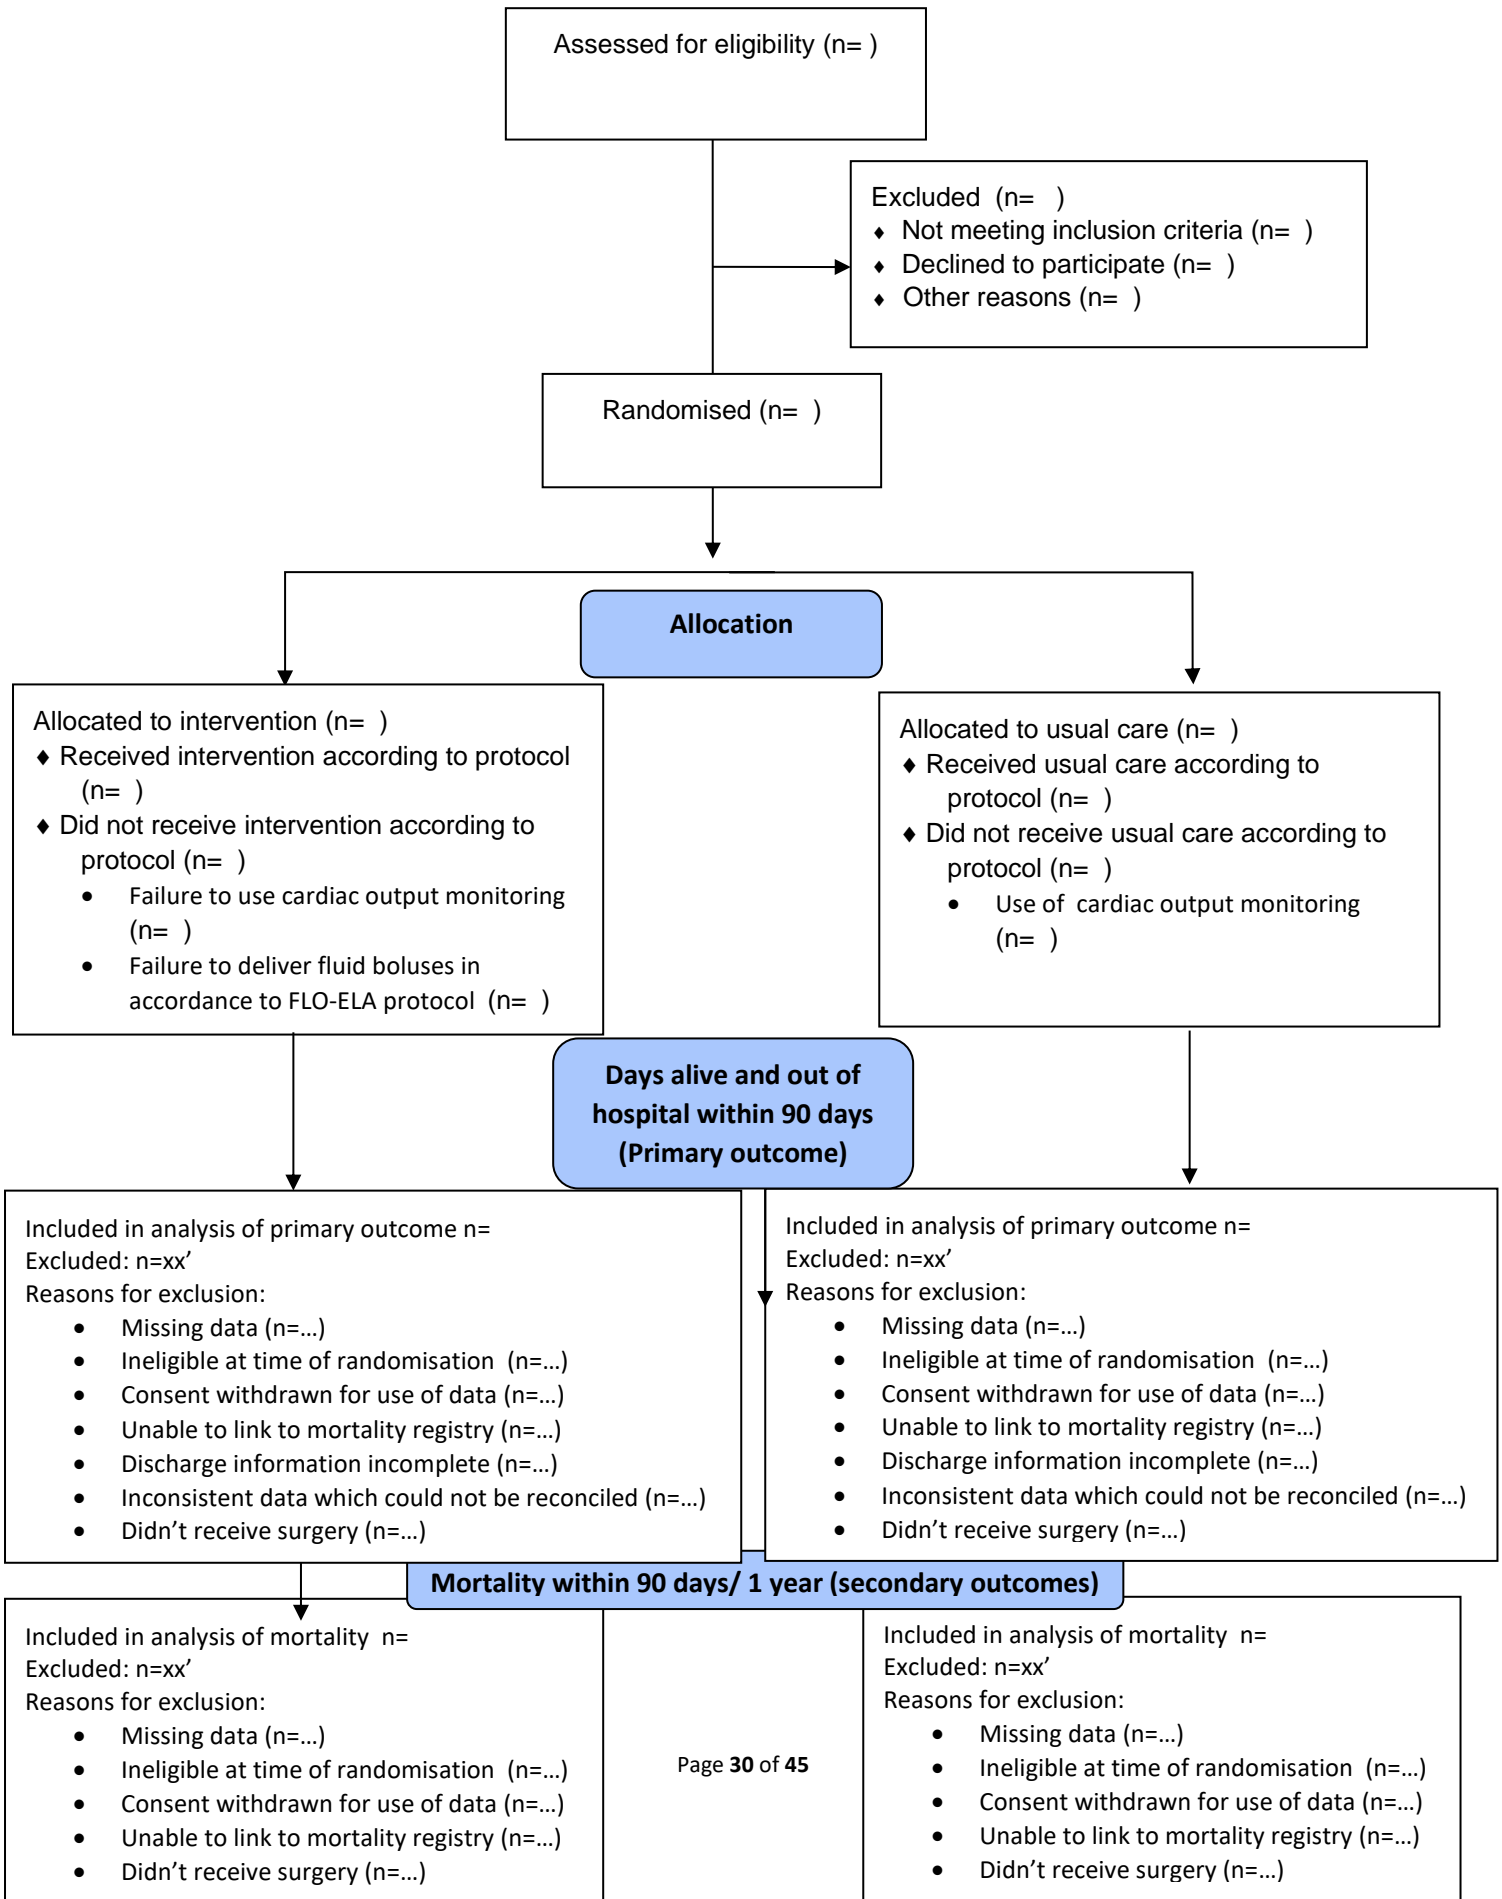 Assessed for eligibility (n= )
Excluded (n= )
♦ Not meeting inclusion criteria (n= )
♦ Declined to participate (n= )
♦ Other reasons (n= )
Randomised (n= )
Allocation
Allocated to intervention (n= )
♦ Received intervention according to protocol
(n= )
♦ Did not receive intervention according to
protocol (n= )
• Failure to use cardiac output monitoring
(n= )
• Failure to deliver fluid boluses in
accordance to FLO-ELA protocol (n= )
Allocated to usual care (n= )
♦ Received usual care according to
protocol (n= )
♦ Did not receive usual care according to
protocol (n= )
• Use of cardiac output monitoring
(n= )
Days alive and out of
hospital within 90 days
(Primary outcome)
Included in analysis of primary outcome n=
Excluded: n=xx’
Reasons for exclusion:
• Missing data (n=…)
• Ineligible at time of randomisation (n=…)
• Consent withdrawn for use of data (n=…)
• Unable to link to mortality registry (n=…)
• Discharge information incomplete (n=…)
• Inconsistent data which could not be reconciled (n=…)
• Didn’t receive surgery (n=…)
Included in analysis of primary outcome n=
Excluded: n=xx’
Reasons for exclusion:
• Missing data (n=…)
• Ineligible at time of randomisation (n=…)
• Consent withdrawn for use of data (n=…)
• Unable to link to mortality registry (n=…)
• Discharge information incomplete (n=…)
• Inconsistent data which could not be reconciled (n=…)
• Didn’t receive surgery (n=…)
Mortality within 90 days/ 1 year (secondary outcomes)
Included in analysis of mortality n=
Excluded: n=xx’
Reasons for exclusion:
• Missing data (n=…)
• Ineligible at time of randomisation (n=…)
• Consent withdrawn for use of data (n=…)
• Unable to link to mortality registry (n=…)
• Didn’t receive surgery (n=…)
Page 30 of 45
Included in analysis of mortality n=
Excluded: n=xx’
Reasons for exclusion:
• Missing data (n=…)
• Ineligible at time of randomisation (n=…)
• Consent withdrawn for use of data (n=…)
• Unable to link to mortality registry (n=…)
• Didn’t receive surgery (n=…)